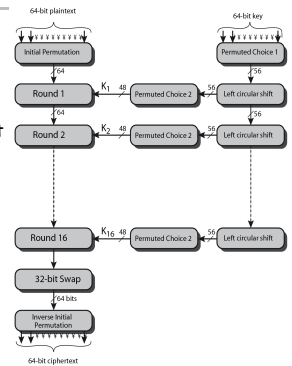 64-bit plaintext
64-bit key
Initial Permutation
Permuted Choice 1
64
56
Round 1
K1
48
Permuted Choice 2
56
Left circular shift
64
56
Round 2
K2
48
Permuted Choice 2
56
Left circular shift
Round 16
K16
48
Permuted Choice 2
56
Left circular shift
32-bit Swap
64 bits
Inverse Initial
Permutation
64-bit ciphertext